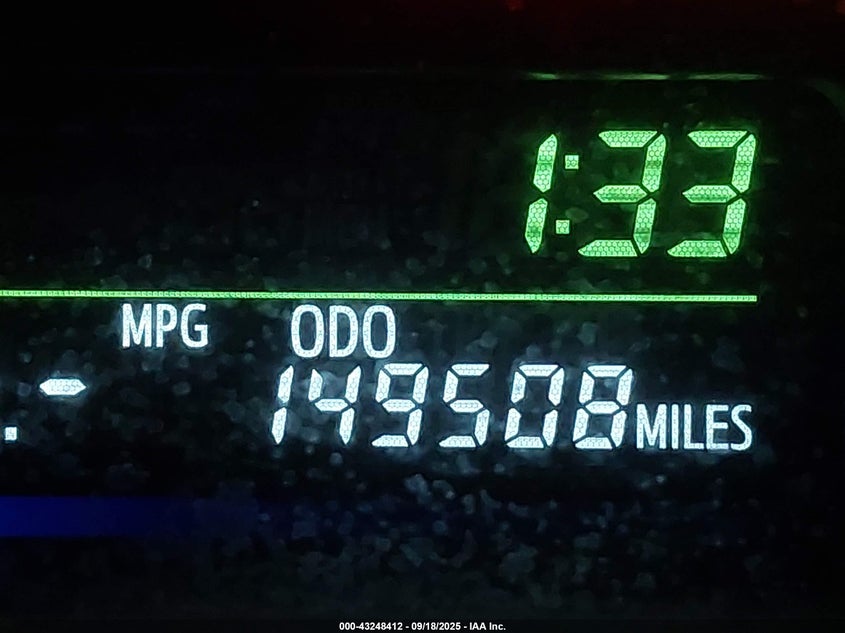 1:33
MPG ODO
.- 149508 MILES
000-43248412 - 09/18/2025 - IAA Inc.